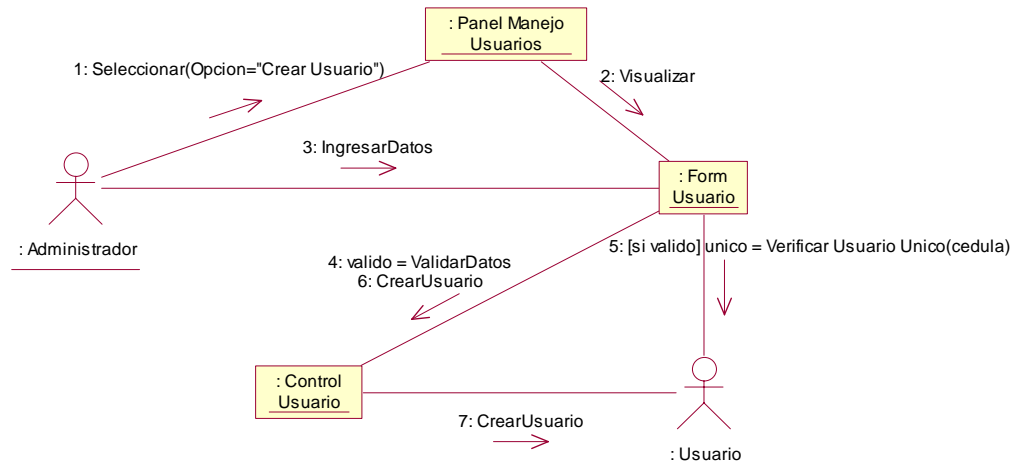 : Panel Manejo
Usuarios
1: Seleccionar(Opcion="Crear Usuario")
2: Visualizar
3: IngresarDatos
: Form
Usuario
: Administrador
5: [si valido] unico = Verificar Usuario Unico(cedula)
4: valido = ValidarDatos
6: CrearUsuario
: Control
Usuario
7: CrearUsuario
: Usuario